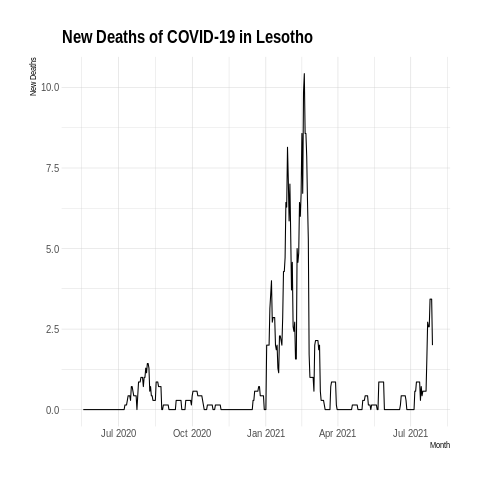 New Deaths of COVID-19 in Lesotho
New Deaths
10.0
7.5
5.0
2.5
0.0
Jul 2020 Oct 2020 Jan 2021 Apr 2021 Jul 2021
Month